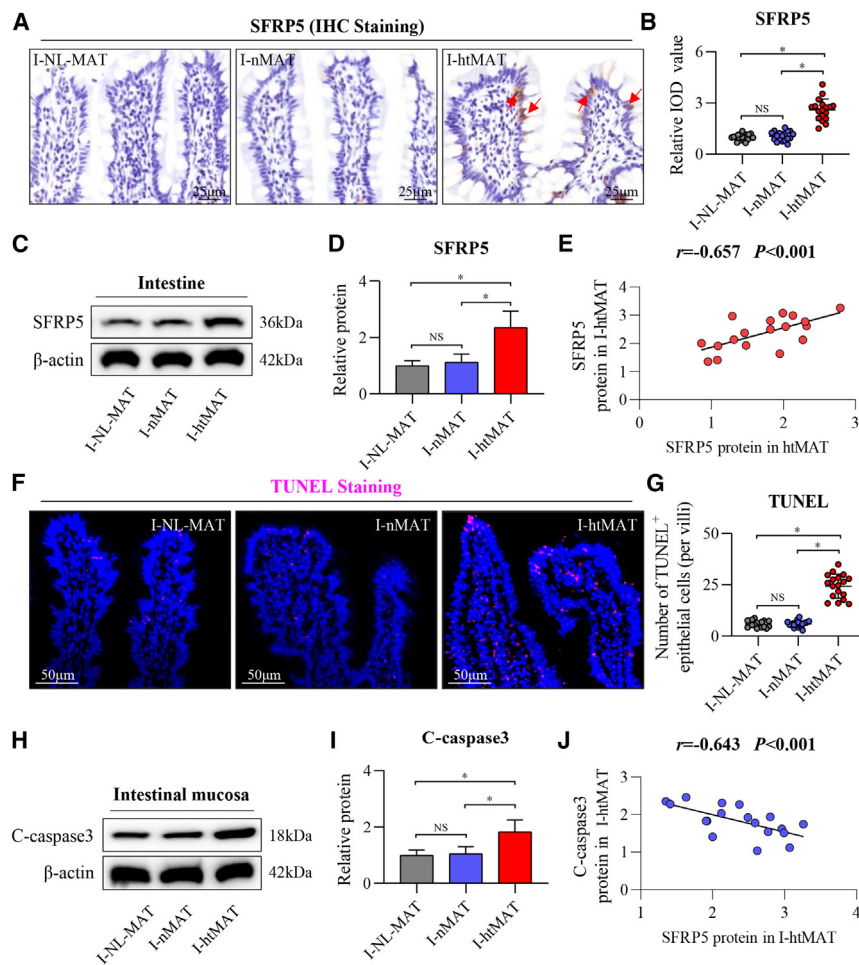 A
SFRP5 (IHC Staining)
I-NL-MAT
I-nMAT
I-htMAT
25μm
25μm
25μm
B
SFRP5
Relative IOD value
6
3
0
NS
*
*
I-NL-MAT
I-nMAT
I-htMAT
C
Intestine
SFRP5
36kDa
β-actin
42kDa
I-NL-MAT
I-nMAT
I-htMAT
D
SFRP5
Relative protein
4
2
0
NS
*
*
I-NL-MAT
I-nMAT
I-htMAT
E
r=-0.657 P<0.001
SFRP5
protein in I-htMAT
4
3
2
1
0
0
1
2
3
SFRP5 protein in htMAT
F
TUNEL Staining
I-NL-MAT
I-nMAT
I-htMAT
50μm
50μm
50μm
G
TUNEL
Number of TUNEL+
epithelial cells (per villi)
50
25
0
NS
*
*
I-NL-MAT
I-nMAT
I-htMAT
H
Intestinal mucosa
C-caspase3
18kDa
β-actin
42kDa
I-NL-MAT
I-nMAT
I-htMAT
I
C-caspase3
Relative protein
4
2
0
NS
*
*
I-NL-MAT
I-nMAT
I-htMAT
J
r=-0.643 P<0.001
C-caspase3
protein in I-htMAT
3
2
1
0
1
2
3
4
SFRP5 protein in I-htMAT